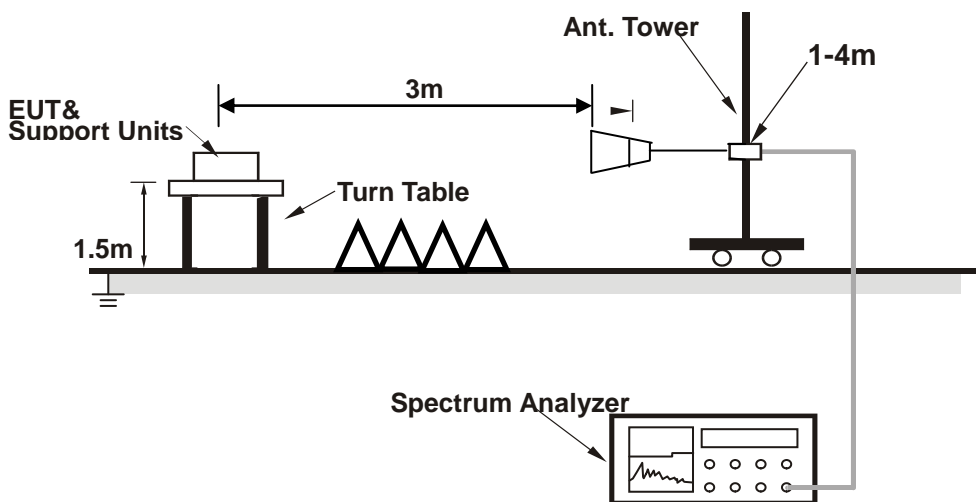 Ant. Tower
1-4m
3m
EUT&
Support Units
Turn Table
1.5m
Spectrum Analyzer